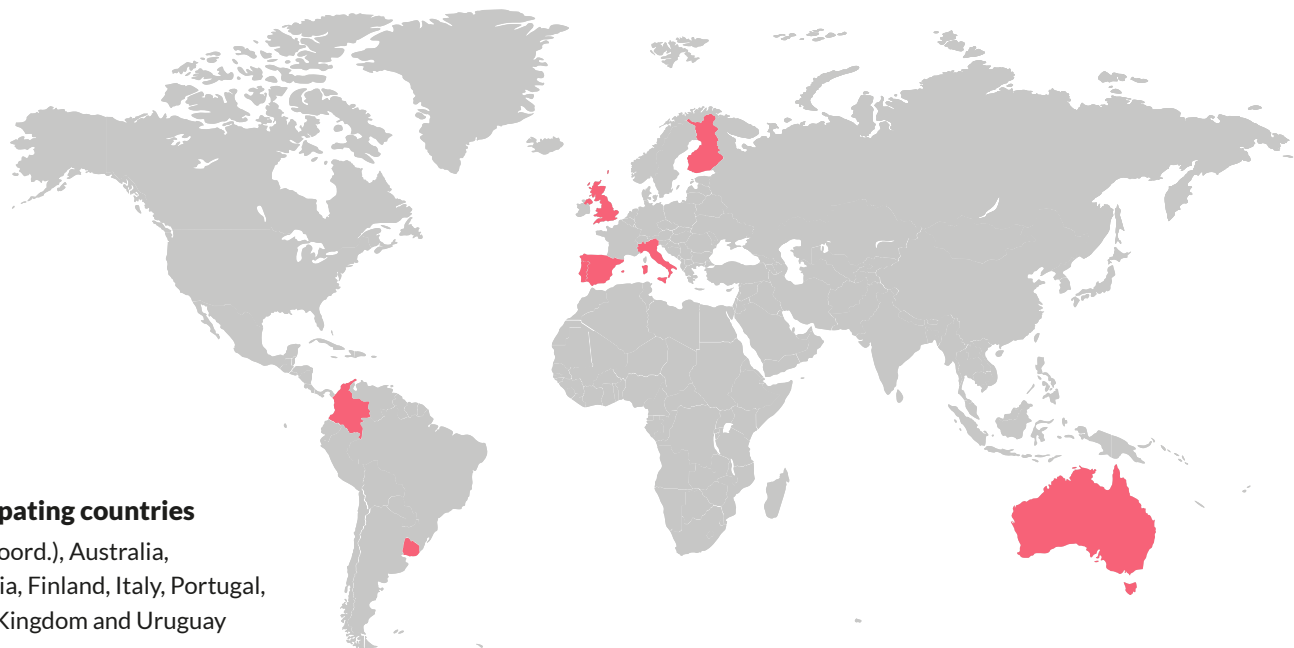 pating countries
oord.), Australia,
ia, Finland, Italy, Portugal,
Kingdom and Uruguay